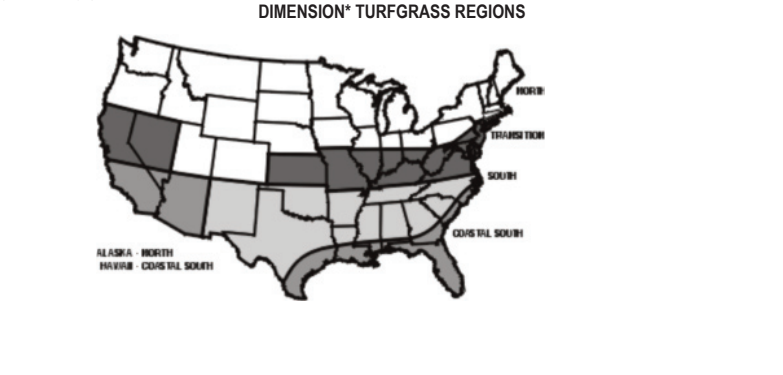 DIMENSION* TURFGRASS REGIONS
NORTH
TRANSITION
SOUTH
COASTAL SOUTH
ALASKA - NORTH
HAWAII - COASTAL SOUTH